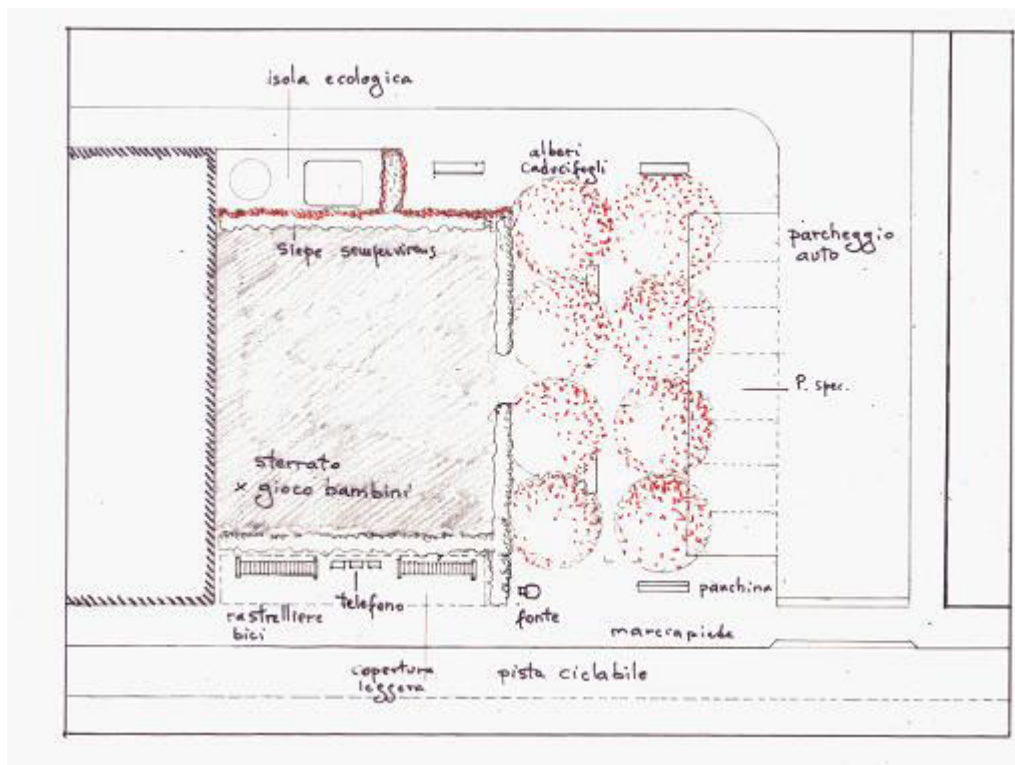 isola ecologica
alberi
caducifogli
siepe sempervirens
parcheggio
auto
P. spec.
sterrato
x gioco bambini
telefono
rastrelliere
bici
fonte
panchina
marciapiede
copertura
leggera
pista ciclabile